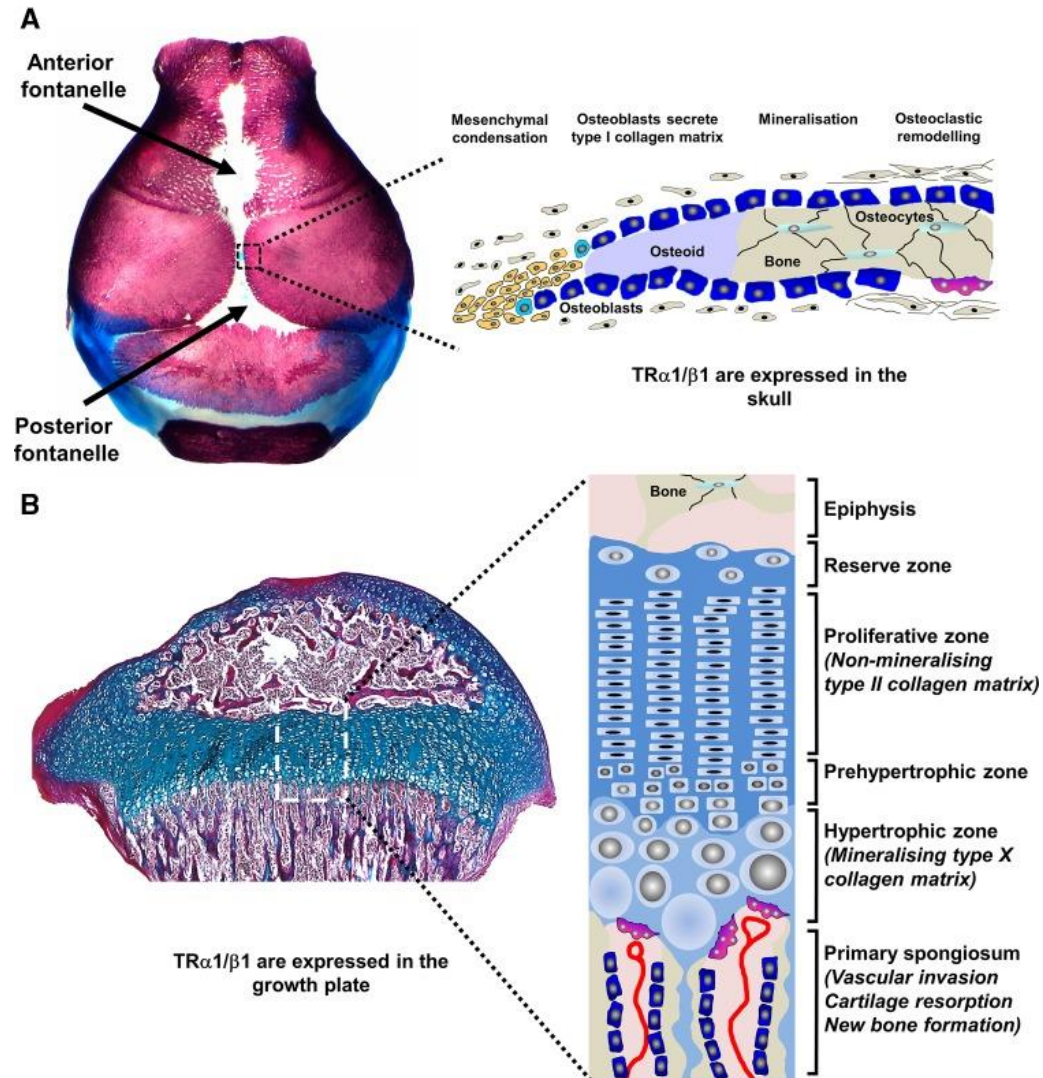 A
Anterior
fontanelle
Posterior
fontanelle
Mesenchymal
condensation
Osteoblasts secrete
type I collagen matrix
Mineralisation
Osteoclastic
remodelling
Osteocytes
Osteoid
Bone
Osteoblasts
TRα1/β1 are expressed in the
skull
B
Bone
Epiphysis
Reserve zone
Proliferative zone
(Non-mineralising
type II collagen matrix)
Prehypertrophic zone
Hypertrophic zone
(Mineralising type X
collagen matrix)
Primary spongiosum
(Vascular invasion
Cartilage resorption
New bone formation)
TRα1/β1 are expressed in the
growth plate